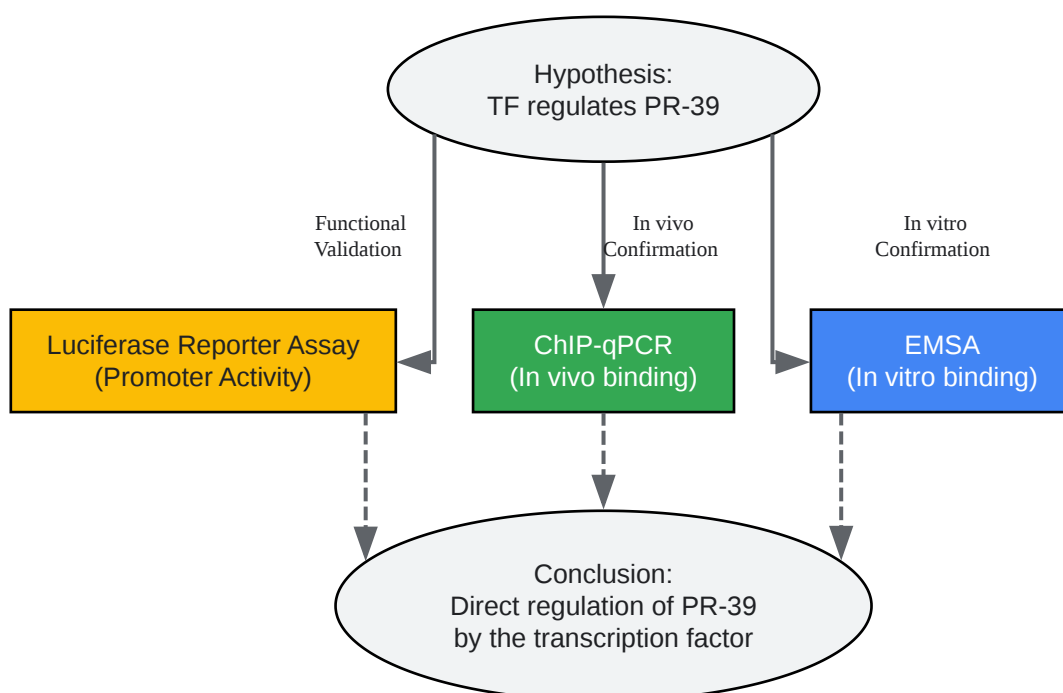 Hypothesis:
TF regulates PR-39
Functional
Validation
In vivo
Confirmation
In vitro
Confirmation
Luciferase Reporter Assay
(Promoter Activity)
ChIP-qPCR
(In vivo binding)
EMSA
(In vitro binding)
Conclusion:
Direct regulation of PR-39
by the transcription factor